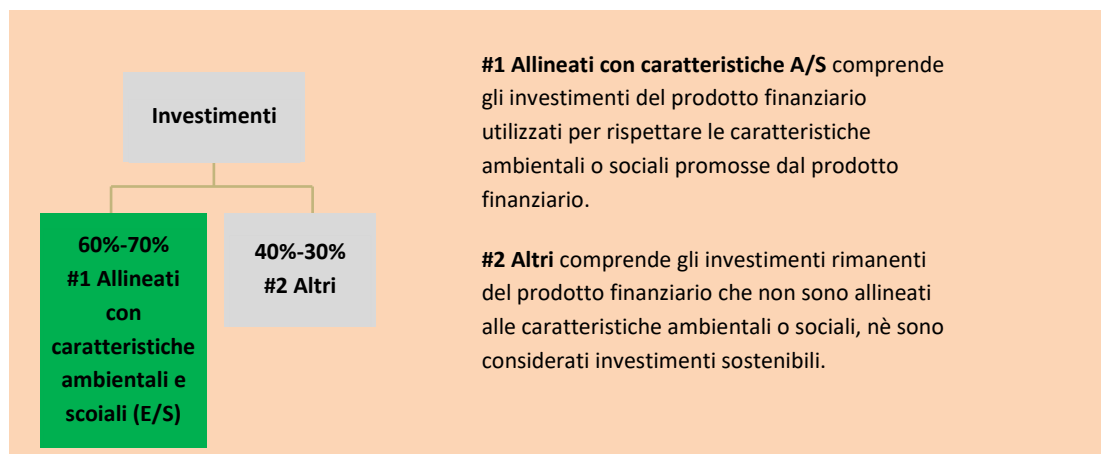 Investimenti
60%-70%
#1 Allineati
con
caratteristiche
ambientali e
scoiali (E/S)
40%-30%
#2 Altri
#1 Allineati con caratteristiche A/S comprende
gli investimenti del prodotto finanziario
utilizzati per rispettare le caratteristiche
ambientali o sociali promosse dal prodotto
finanziario.
#2 Altri comprende gli investimenti rimanenti
del prodotto finanziario che non sono allineati
alle caratteristiche ambientali o sociali, nè sono
considerati investimenti sostenibili.